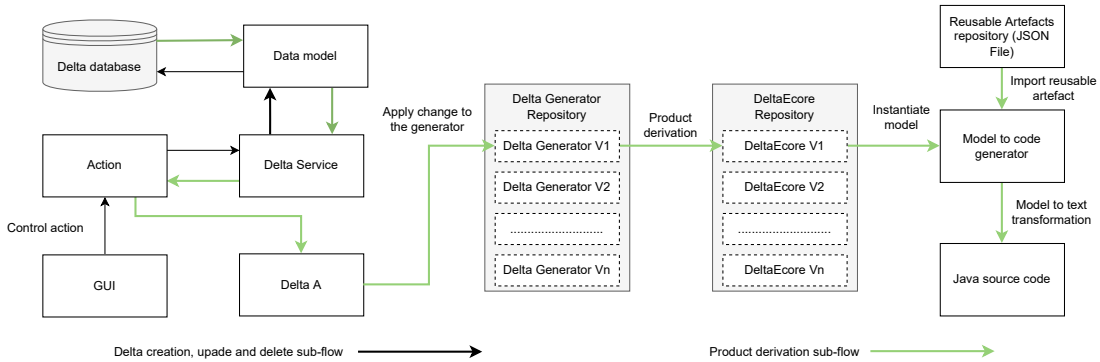 Delta database
Data model
Reusable Artefacts
repository (JSON
File)
Import reusable
artefact
Apply change to
the generator
Delta Generator
Repository
Product
derivation
DeltaEcore
Repository
Instantiate
model
Action
Delta Service
Delta Generator V1
DeltaEcore V1
Model to code
generator
Delta Generator V2
DeltaEcore V2
Model to text
transformation
Control action
............................
............................
GUI
Delta A
Delta Generator Vn
DeltaEcore Vn
Java source code
Delta creation, upade and delete sub-flow
Product derivation sub-flow